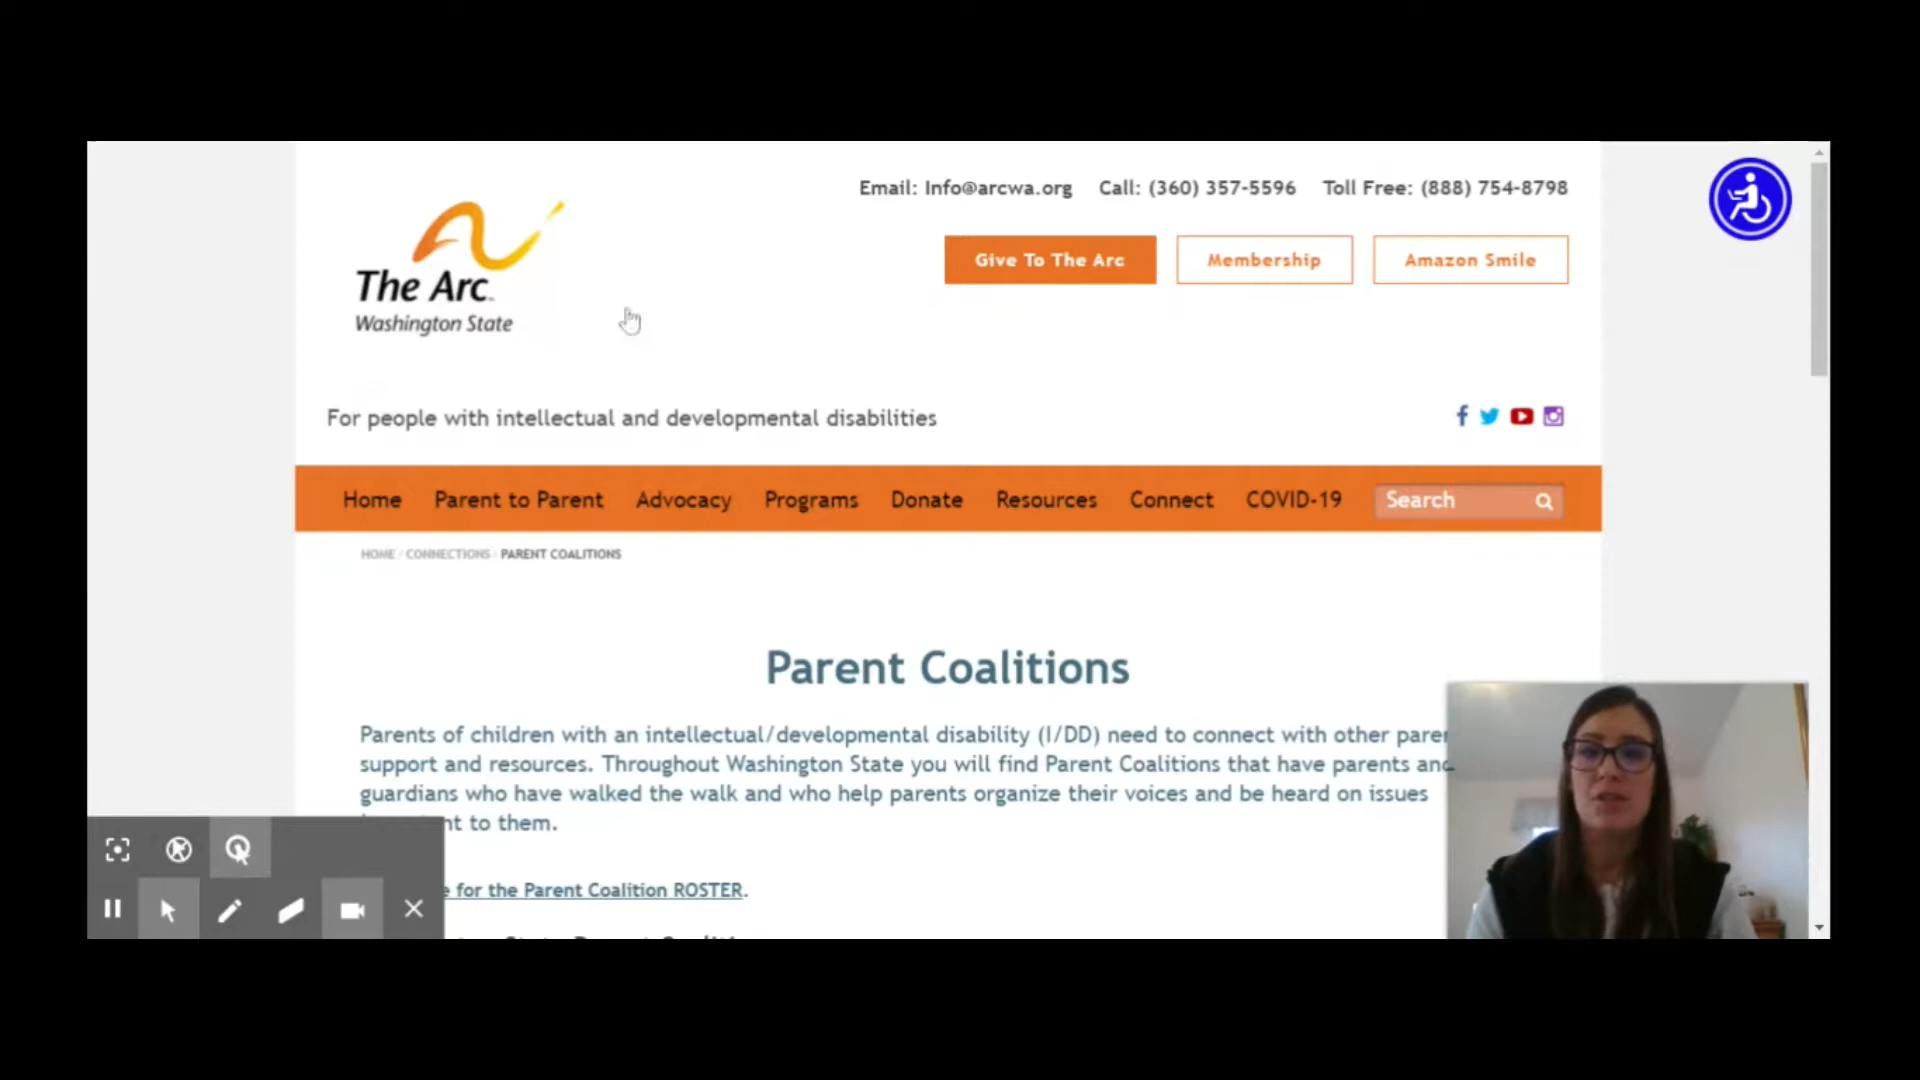 Email: Info@arcwa.org Call: (360) 357-5596 Toll Free: (888) 754-8798
Give To The Arc Membership Amazon Smile
The Arc
Washington State
For people with intellectual and developmental disabilities
Home Parent to Parent Advocacy Programs Donate Resources Connect COVID-19 Search
HOME / CONNECTIONS / PARENT COALITIONS
Parent Coalitions
Parents of children with an intellectual/developmental disability (I/DD) need to connect with other
support and resources. Throughout Washington State you will find Parent Coalitions that have parents and
guardians who have walked the walk and who help parents organize their voices and be heard on issues
to them.
for the Parent Coalition ROSTER.